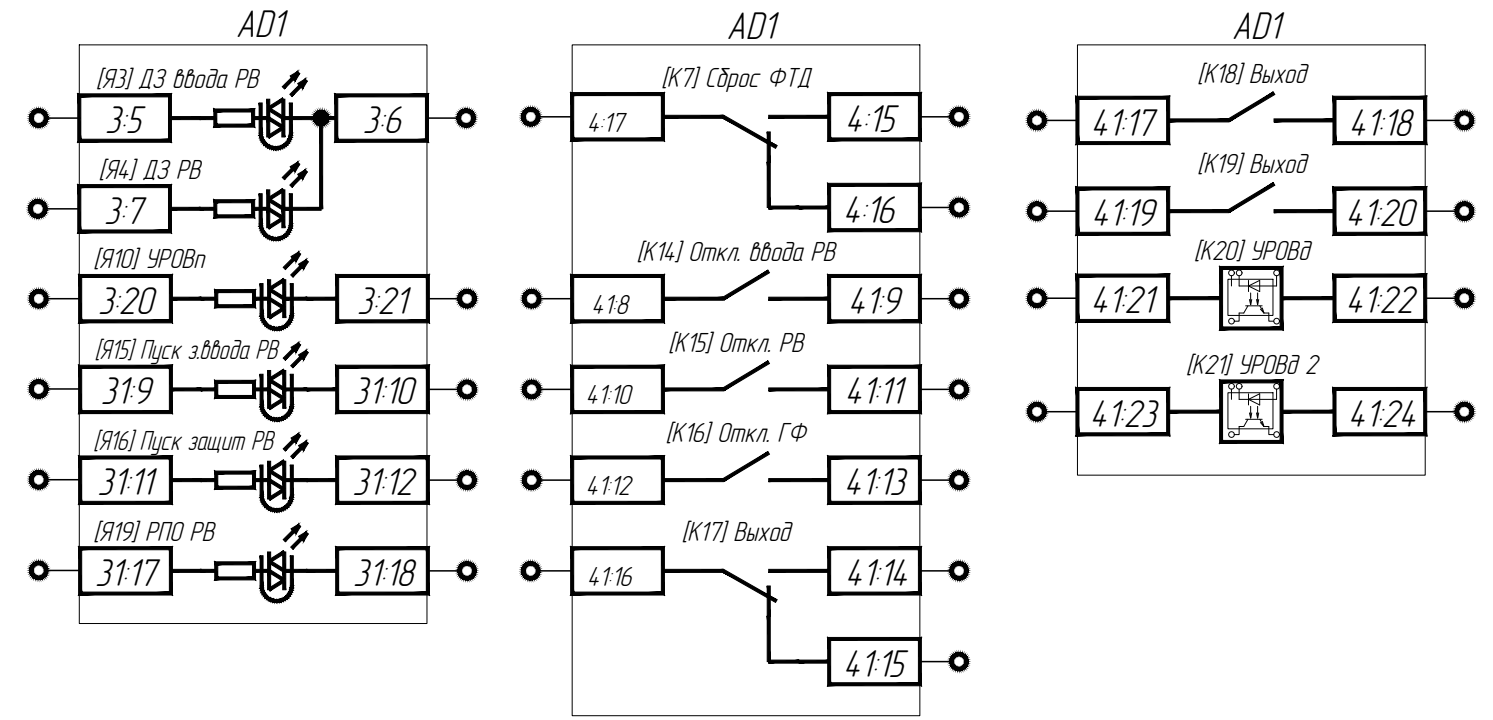 AD1
[Я3] ДЗ ввода РВ
3:5
3:6
[Я4] ДЗ РВ
3:7
[Я10] УРОВп
3:20
3:21
[Я15] Пуск з.ввода РВ
31:9
31:10
[Я16] Пуск защит РВ
31:11
31:12
[Я19] РПО РВ
31:17
31:18
AD1
[К7] Сброс ФТД
4:17
4:15
4:16
[К14] Откл. ввода РВ
41:8
41:9
[К15] Откл. РВ
41:10
41:11
[К16] Откл. ГФ
41:12
41:13
[К17] Выход
41:16
41:14
41:15
AD1
[К18] Выход
41:17
41:18
[К19] Выход
41:19
41:20
[К20] УРОВд
41:21
41:22
[К21] УРОВд 2
41:23
41:24